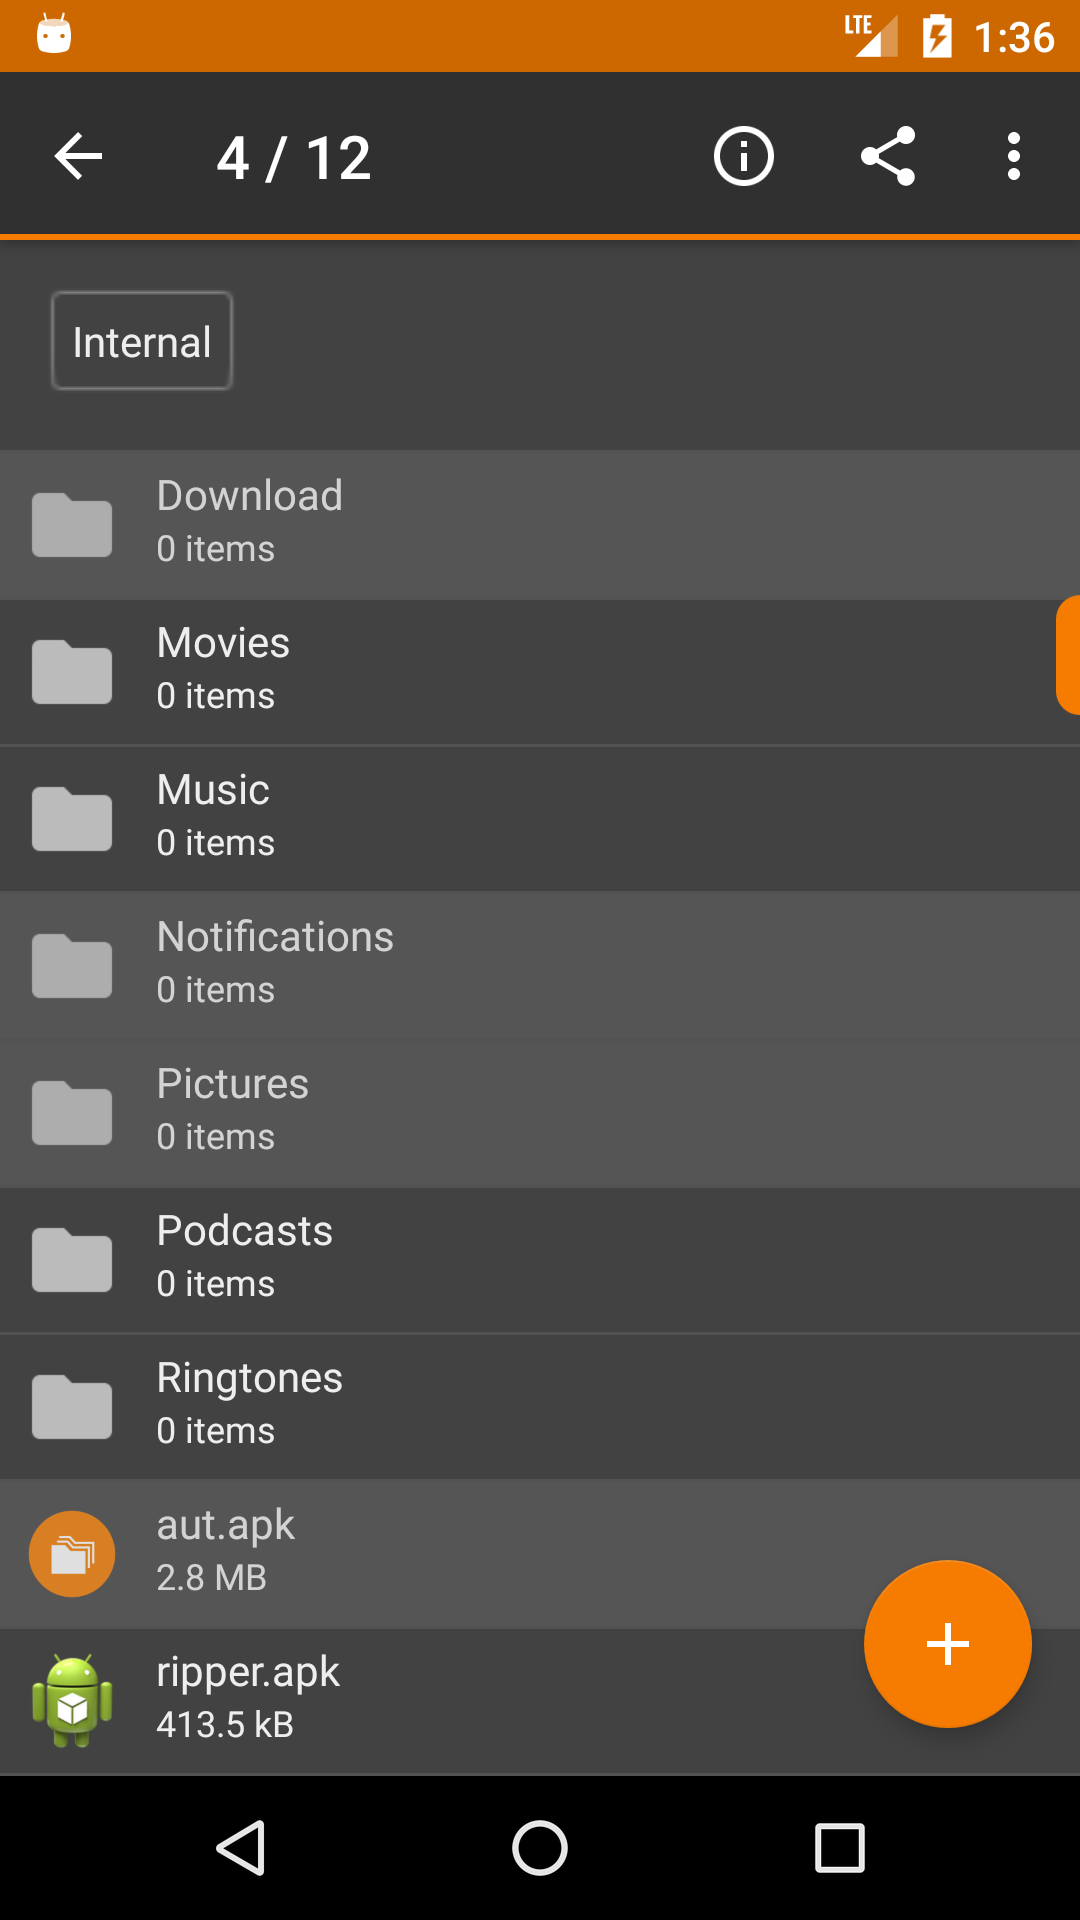 LTE 1:36
4 / 12
Internal
Download
0 items
Movies
0 items
Music
0 items
Notifications
0 items
Pictures
0 items
Podcasts
0 items
Ringtones
0 items
aut.apk
2.8 MB
ripper.apk
413.5 kB